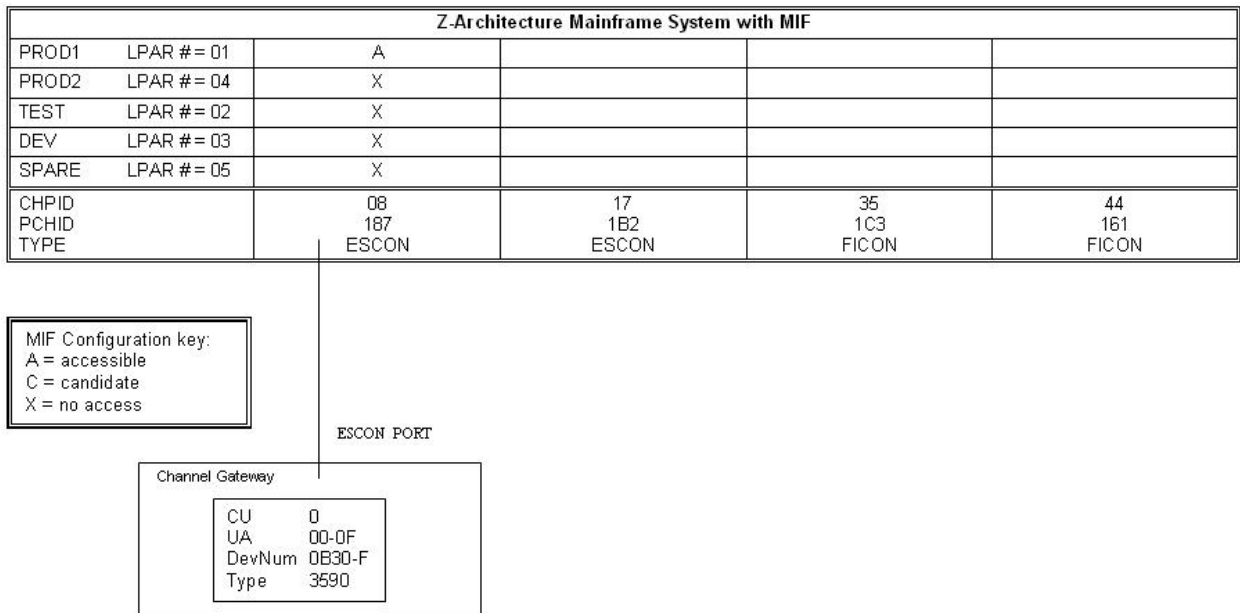 Z-Architecture Mainframe System with MIF
PROD1 LPAR # = 01 A
PROD2 LPAR # = 04 X
TEST LPAR # = 02 X
DEV LPAR # = 03 X
SPARE LPAR # = 05 X
CHPID 08 17 35 44
PCHID 187 1B2 1C3 161
TYPE ESCON ESCON FICON FICON
MIF Configuration key:
A = accessible
C = candidate
X = no access
ESCON PORT
Channel Gateway
CU 0
UA 00-0F
DevNum 0B30-F
Type 3590